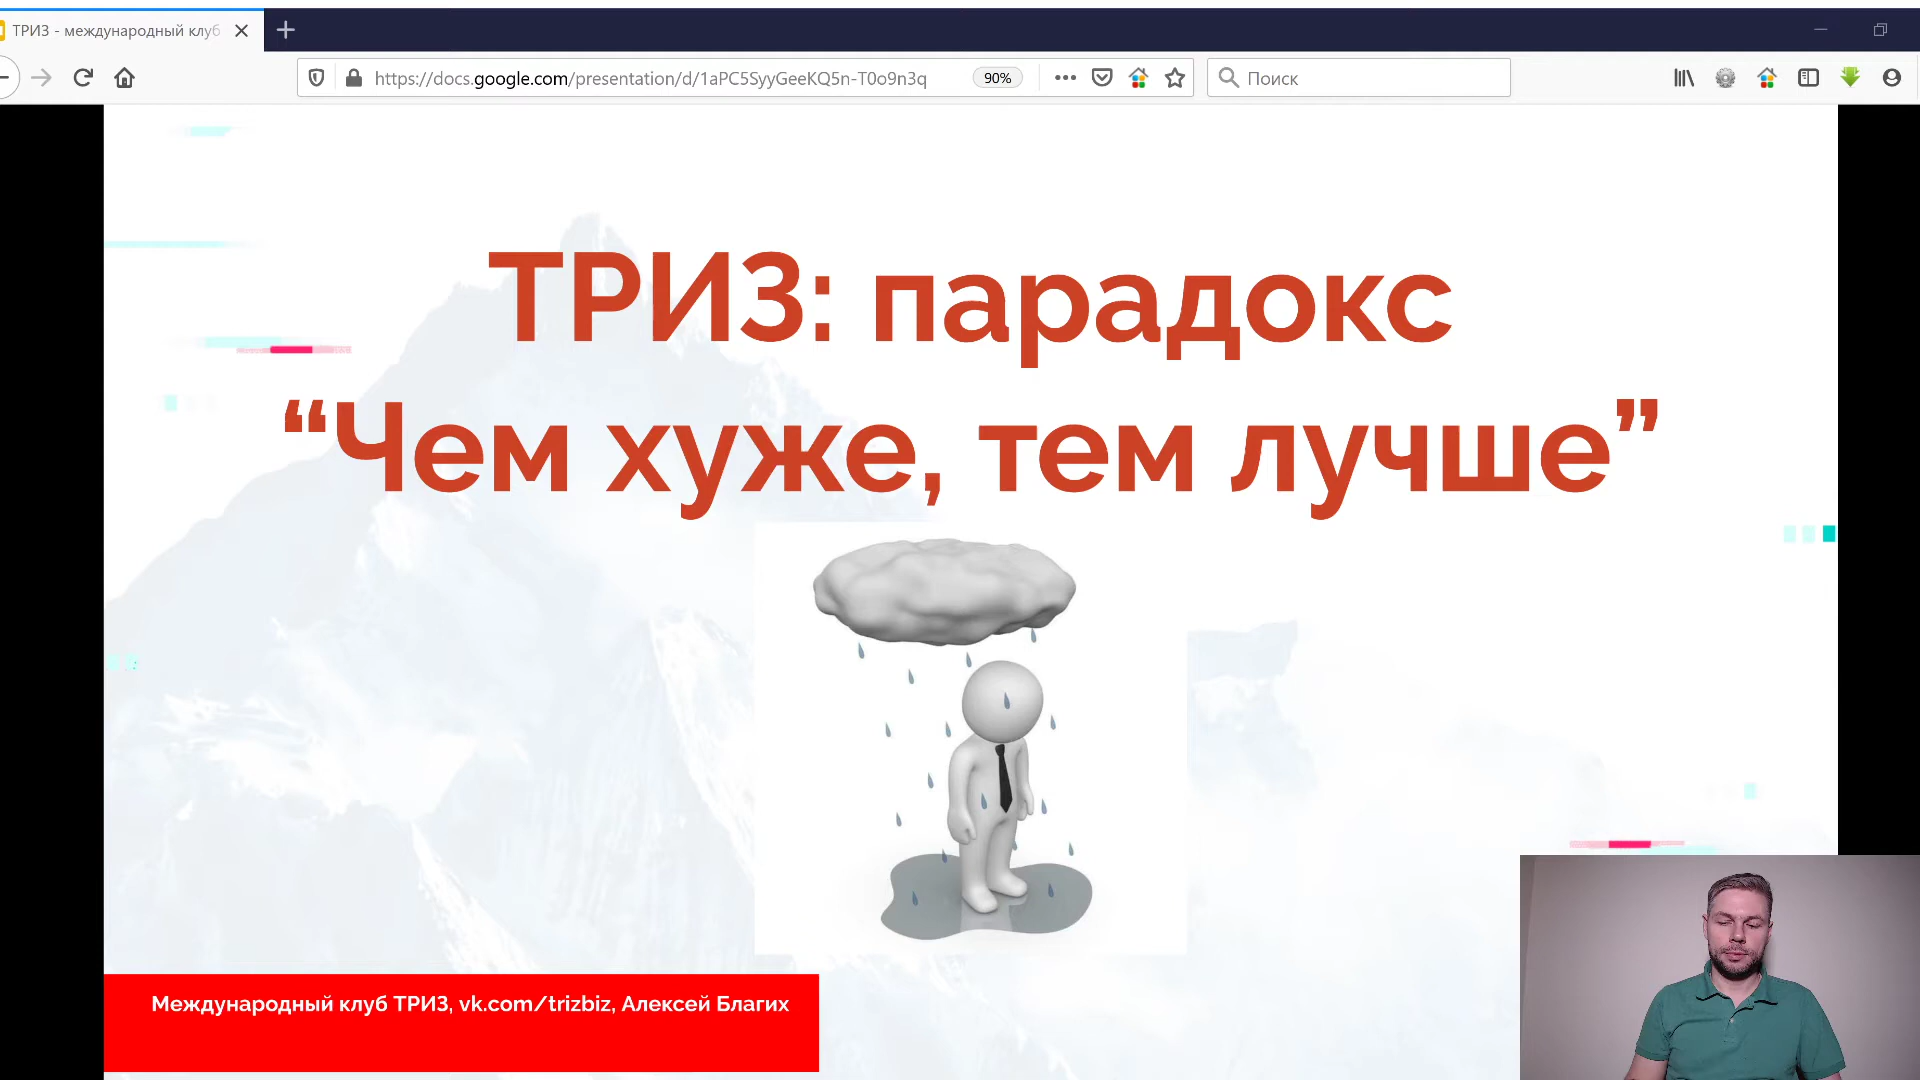 ТРИЗ - международный клуб
https://docs.google.com/presentation/d/1aPC5SyyGeeKQ5n-T0o9n3q
90%
Поиск
ТРИЗ: парадокс
“Чем хуже, тем лучше”
Международный клуб ТРИЗ, vk.com/trizbiz, Алексей Благих